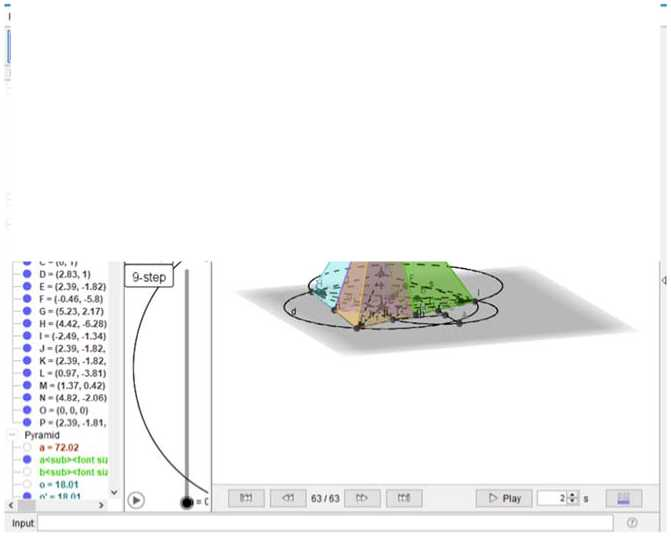 C = (0, 1)
D = (2.83, 1)
E = (2.39, -1.82)
F = (-0.46, -5.8)
G = (5.23, 2.17)
H = (4.42, -6.28)
I = (-2.49, -1.34)
J = (2.39, -1.82,
K = (2.39, -1.82,
L = (0.97, -3.81)
M = (1.37, 0.42)
N = (4.82, -2.06)
O = (0, 0, 0)
P = (2.39, -1.81,
Pyramid
a = 72.02
a<sub><font siz
b<sub><font siz
o = 18.01
o' = 18.01
9-step
= 0
d
63 / 63
Play
2 s
Input: